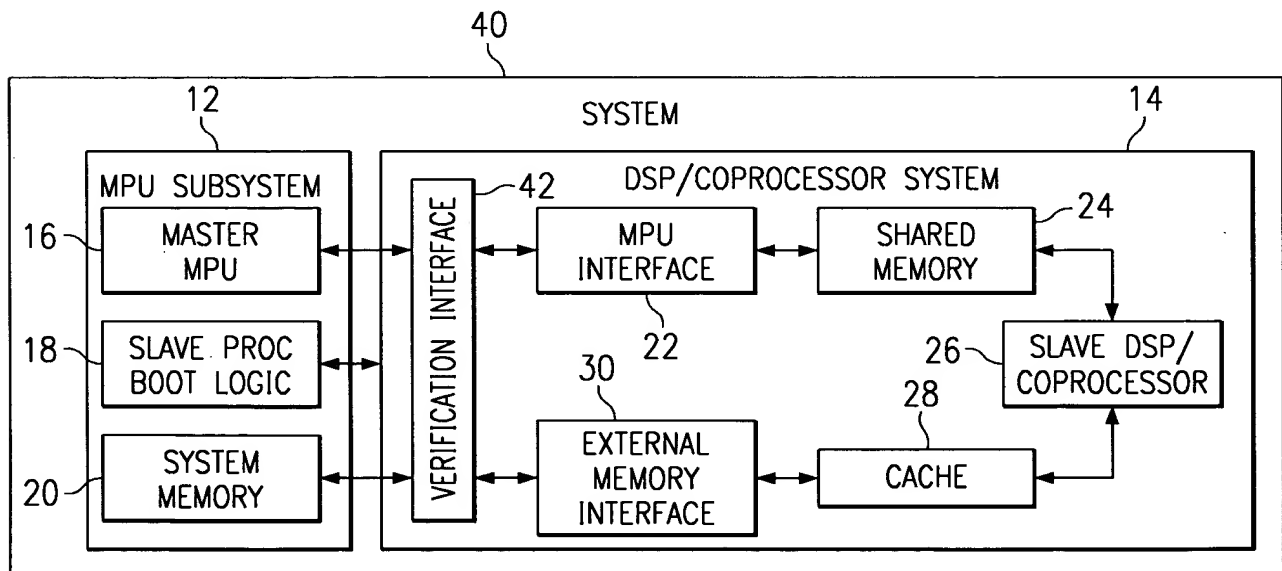 40
SYSTEM
12
14
MPU SUBSYSTEM
DSP/COPROCESSOR SYSTEM
42
16
MASTER
MPU
VERIFICATION INTERFACE
MPU
INTERFACE
22
SHARED
MEMORY
24
18
SLAVE PROC
BOOT LOGIC
26
SLAVE DSP/
COPROCESSOR
30
28
20
SYSTEM
MEMORY
EXTERNAL
MEMORY
INTERFACE
CACHE